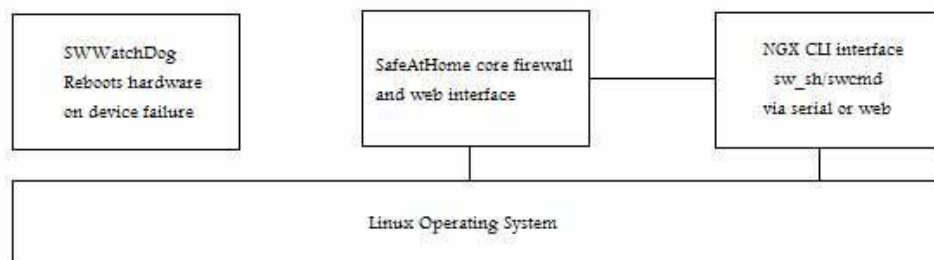 SWWatchDog
Reboots hardware
on device failure
SafeAtHome core firewall
and web interface
NGX CLI interface
sw_sh/swcmd
via serial or web
Linux Operating System